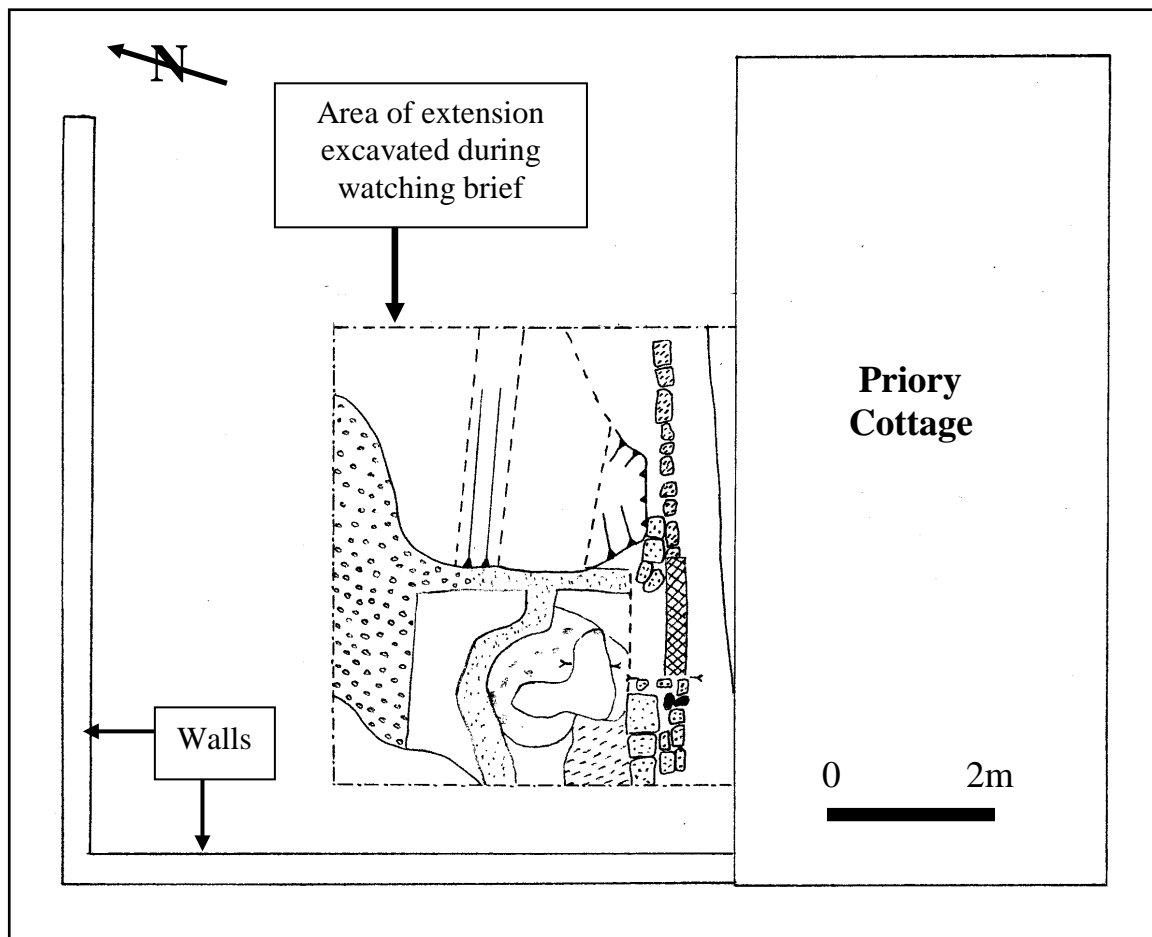 N
Area of extension
excavated during
watching brief
Priory
Cottage
Walls
0 2m